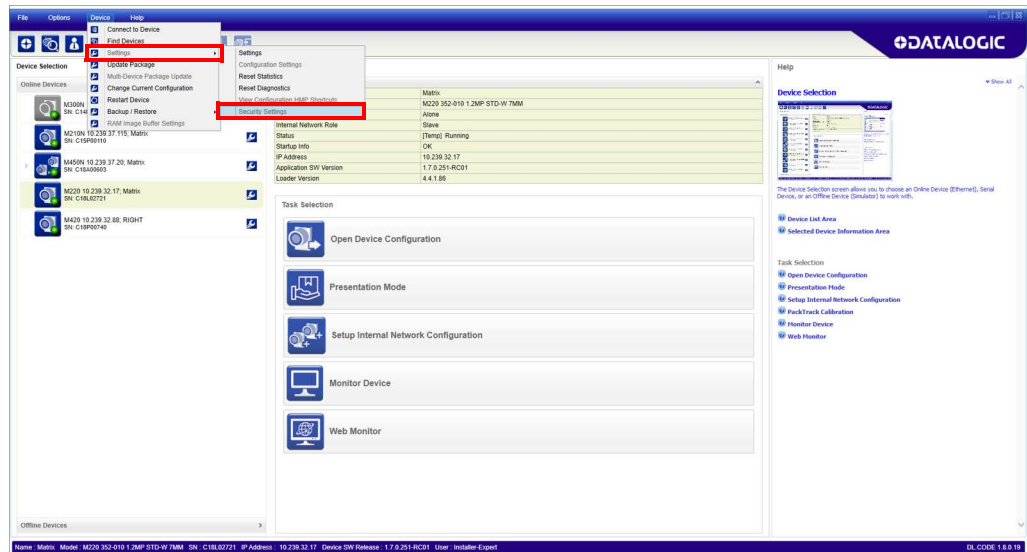 File Options Device Help
DATALOGIC
Connect to Device
Find Devices
Settings
Update Package
Multi-Device Package Update
Change Current Configuration
Restart Device
Backup / Restore
RAM Image Buffer Settings
Settings
Configuration Settings
Reset Statistics
Reset Diagnostics
View Configuration HMP Shortcuts
Security Settings
Device Selection
Online Devices
M300N
M210N 10.239.37.115; Matrix
SN: C15P00110
M450N 10.239.37.20; Matrix
SN: C18A00603
M220 10.239.32.17; Matrix
SN: C18L02721
M420 10.239.32.88; RIGHT
SN: C18P00740
Offline Devices
Matrix
M220 352-010 1.2MP STD-W 7MM
Alone
Internal Network Role Slave
Status [Temp] Running
Startup Info OK
IP Address 10.239.32.17
Application SW Version 1.7.0.251-RC01
Loader Version 4.4.1.86
Task Selection
Open Device Configuration
Presentation Mode
Setup Internal Network Configuration
Monitor Device
Web Monitor
Help
Show All
Device Selection
The Device Selection screen allows you to choose an Online Device (Ethernet), Serial
Device, or an Offline Device (Simulator) to work with.
Device List Area
Selected Device Information Area
Task Selection
Open Device Configuration
Presentation Mode
Setup Internal Network Configuration
PackTrack Calibration
Monitor Device
Web Monitor
Name : Matrix Model : M220 352-010 1.2MP STD-W 7MM SN : C18L02721 IP Address : 10.239.32.17 Device SW Release : 1.7.0.251-RC01 User : Installer-Expert
DL.CODE 1.8.0.19